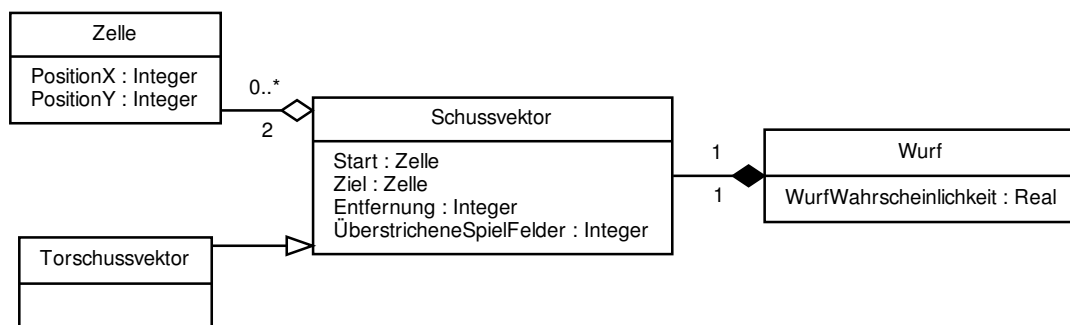 Zelle
PositionX : Integer
PositionY : Integer
0..*
2
Schussvektor
Start : Zelle
Ziel : Zelle
Entfernung : Integer
ÜberstricheneSpielFelder : Integer
1
1
Wurf
WurfWahrscheinlichkeit : Real
Torschussvektor